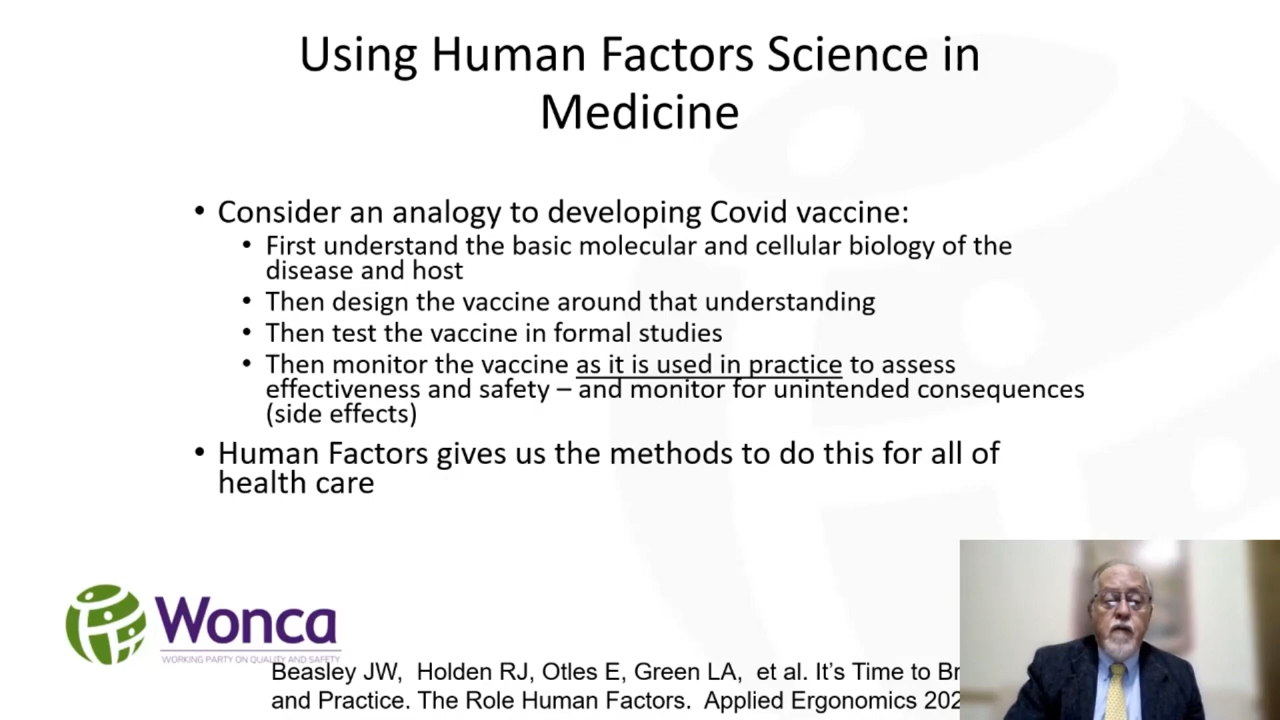 Using Human Factors Science in
Medicine
• Consider an analogy to developing Covid vaccine:
• First understand the basic molecular and cellular biology of the
disease and host
• Then design the vaccine around that understanding
• Then test the vaccine in formal studies
• Then monitor the vaccine as it is used in practice to assess
effectiveness and safety – and monitor for unintended consequences
(side effects)
• Human Factors gives us the methods to do this for all of
health care
Wonca
WORKING PARTY ON QUALITY AND SAFETY
Beasley JW, Holden RJ, Otles E, Green LA, et al. It’s Time to
and Practice. The Role Human Factors. Applied Ergonomics